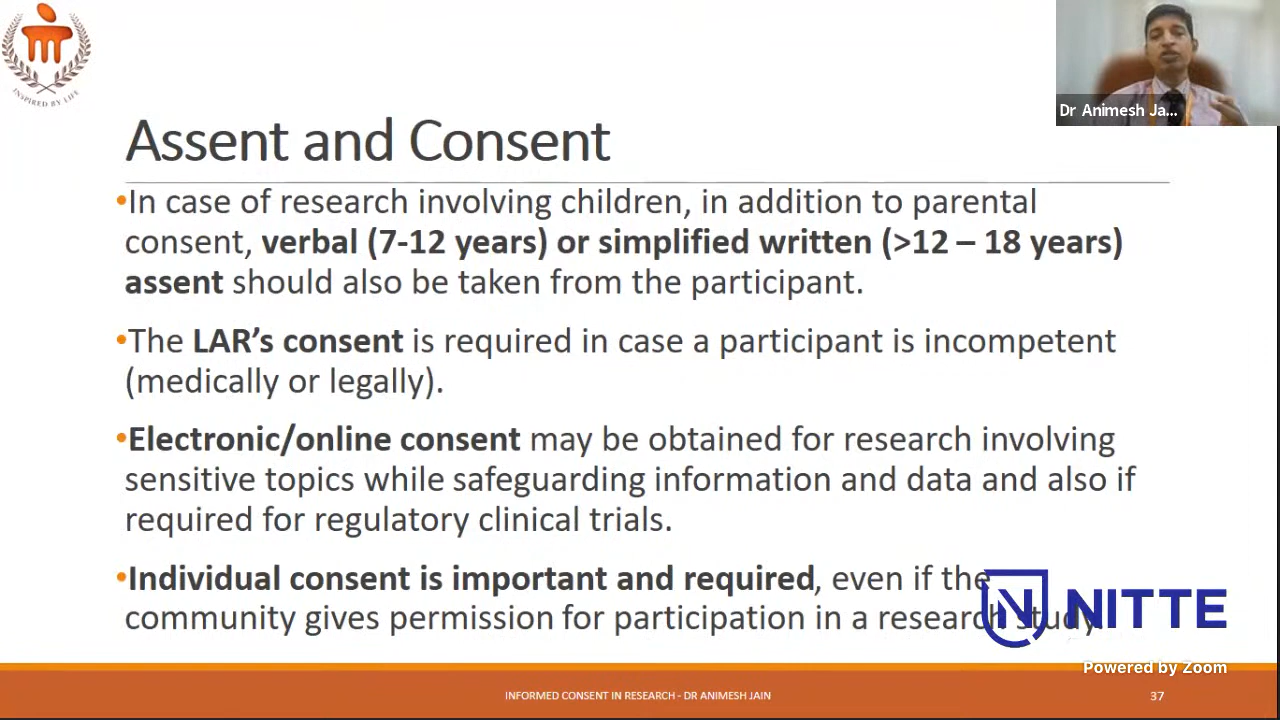 INSPIRED BY LIFE
Dr Animesh Ja...
Assent and Consent
•In case of research involving children, in addition to parental
consent, verbal (7-12 years) or simplified written (>12 – 18 years)
assent should also be taken from the participant.
•The LAR’s consent is required in case a participant is incompetent
(medically or legally).
•Electronic/online consent may be obtained for research involving
sensitive topics while safeguarding information and data and also if
required for regulatory clinical trials.
•Individual consent is important and required, even if the
community gives permission for participation in a research study.
N NITTE
Powered by Zoom
INFORMED CONSENT IN RESEARCH - DR ANIMESH JAIN
37